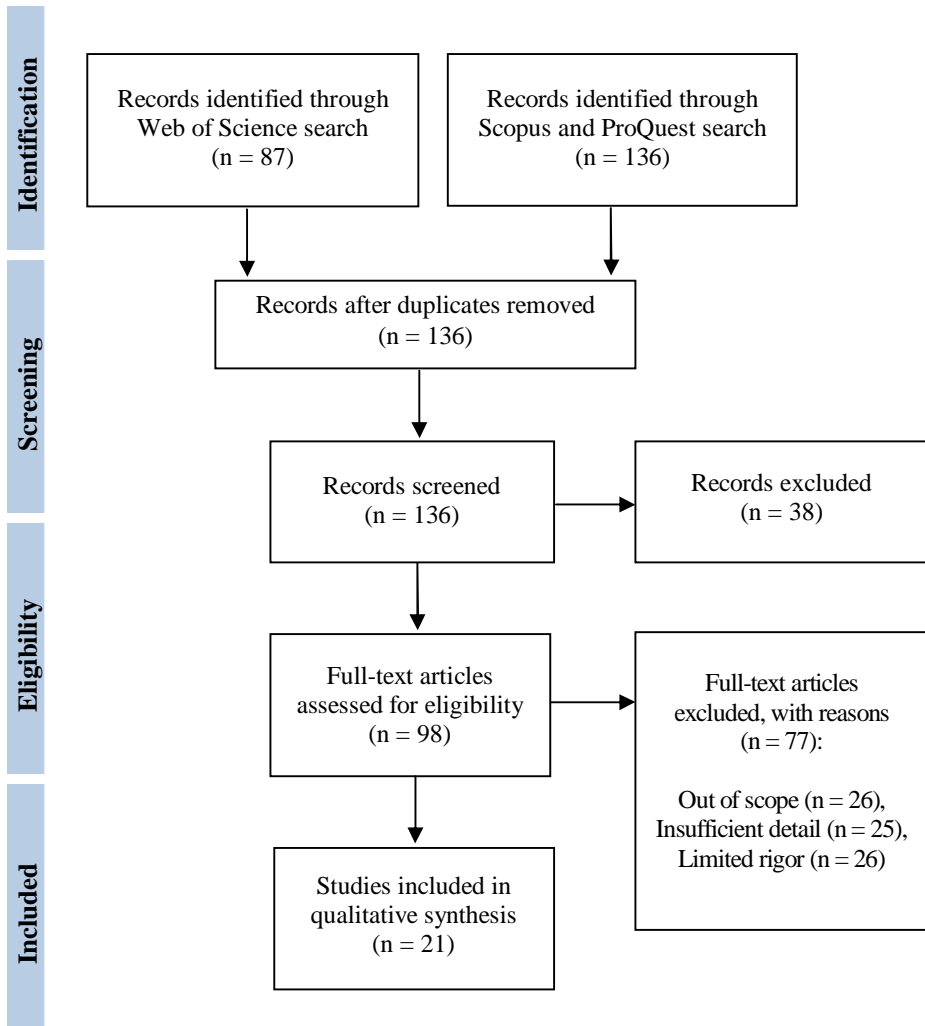 Identification
Records identified through
Web of Science search
(n = 87)
Records identified through
Scopus and ProQuest search
(n = 136)
Screening
Records after duplicates removed
(n = 136)
Records screened
(n = 136)
Records excluded
(n = 38)
Eligibility
Full-text articles
assessed for eligibility
(n = 98)
Full-text articles
excluded, with reasons
(n = 77):
Out of scope (n = 26),
Insufficient detail (n = 25),
Limited rigor (n = 26)
Included
Studies included in
qualitative synthesis
(n = 21)